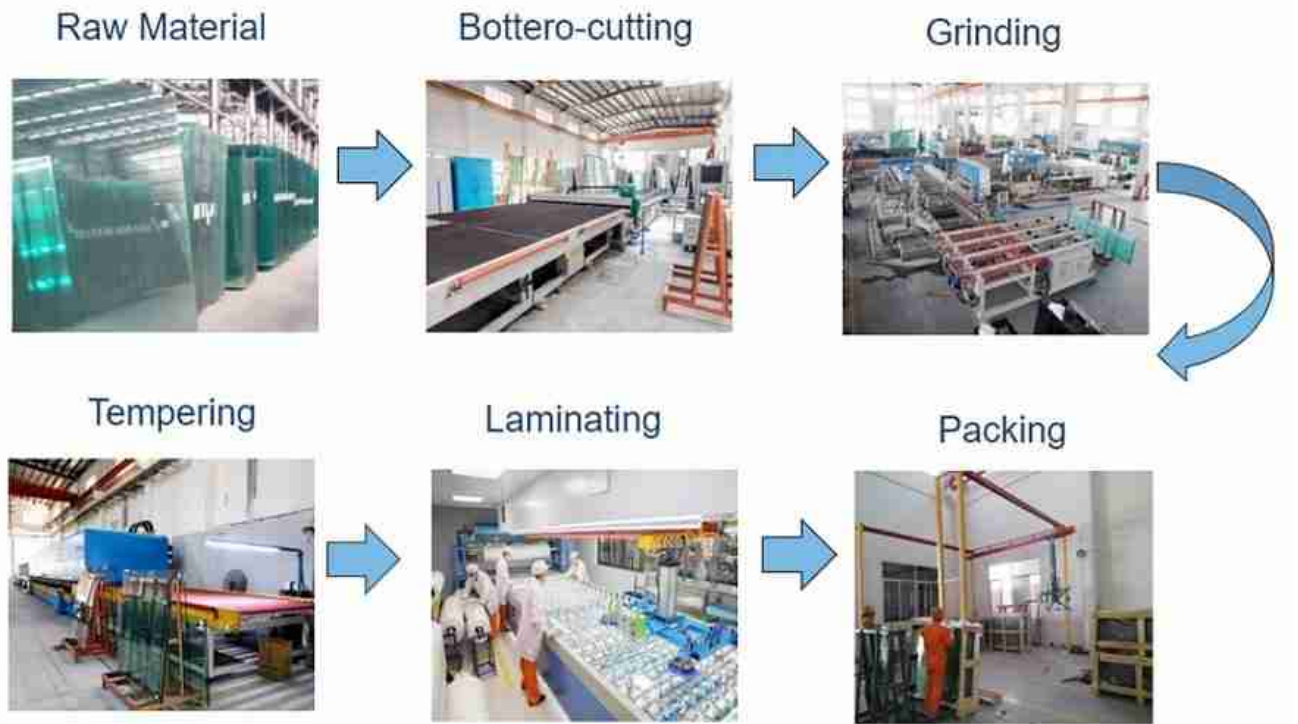 Raw Material
Bottero-cutting
Grinding
Tempering
Laminating
Packing